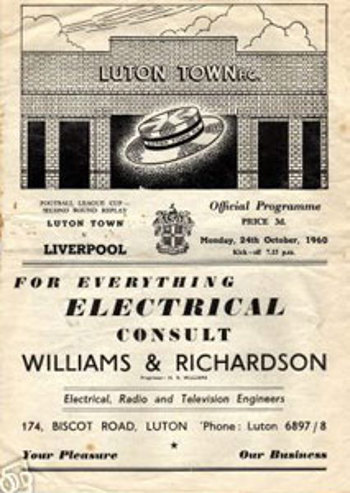 LUTON TOWN F.C.
FOOTBALL LEAGUE CUP—
SECOND ROUND REPLAY
LUTON TOWN
LIVERPOOL
Official Programme
PRICE 3d.
Monday, 24th October, 1960
Kick-off 7.15 p.m.
FOR EVERYTHING
ELECTRICAL
CONSULT
WILLIAMS & RICHARDSON
Electrical, Radio and Television Engineers
174, BISCOT ROAD, LUTON 'Phone: Luton 6897/8
Your Pleasure Our Business